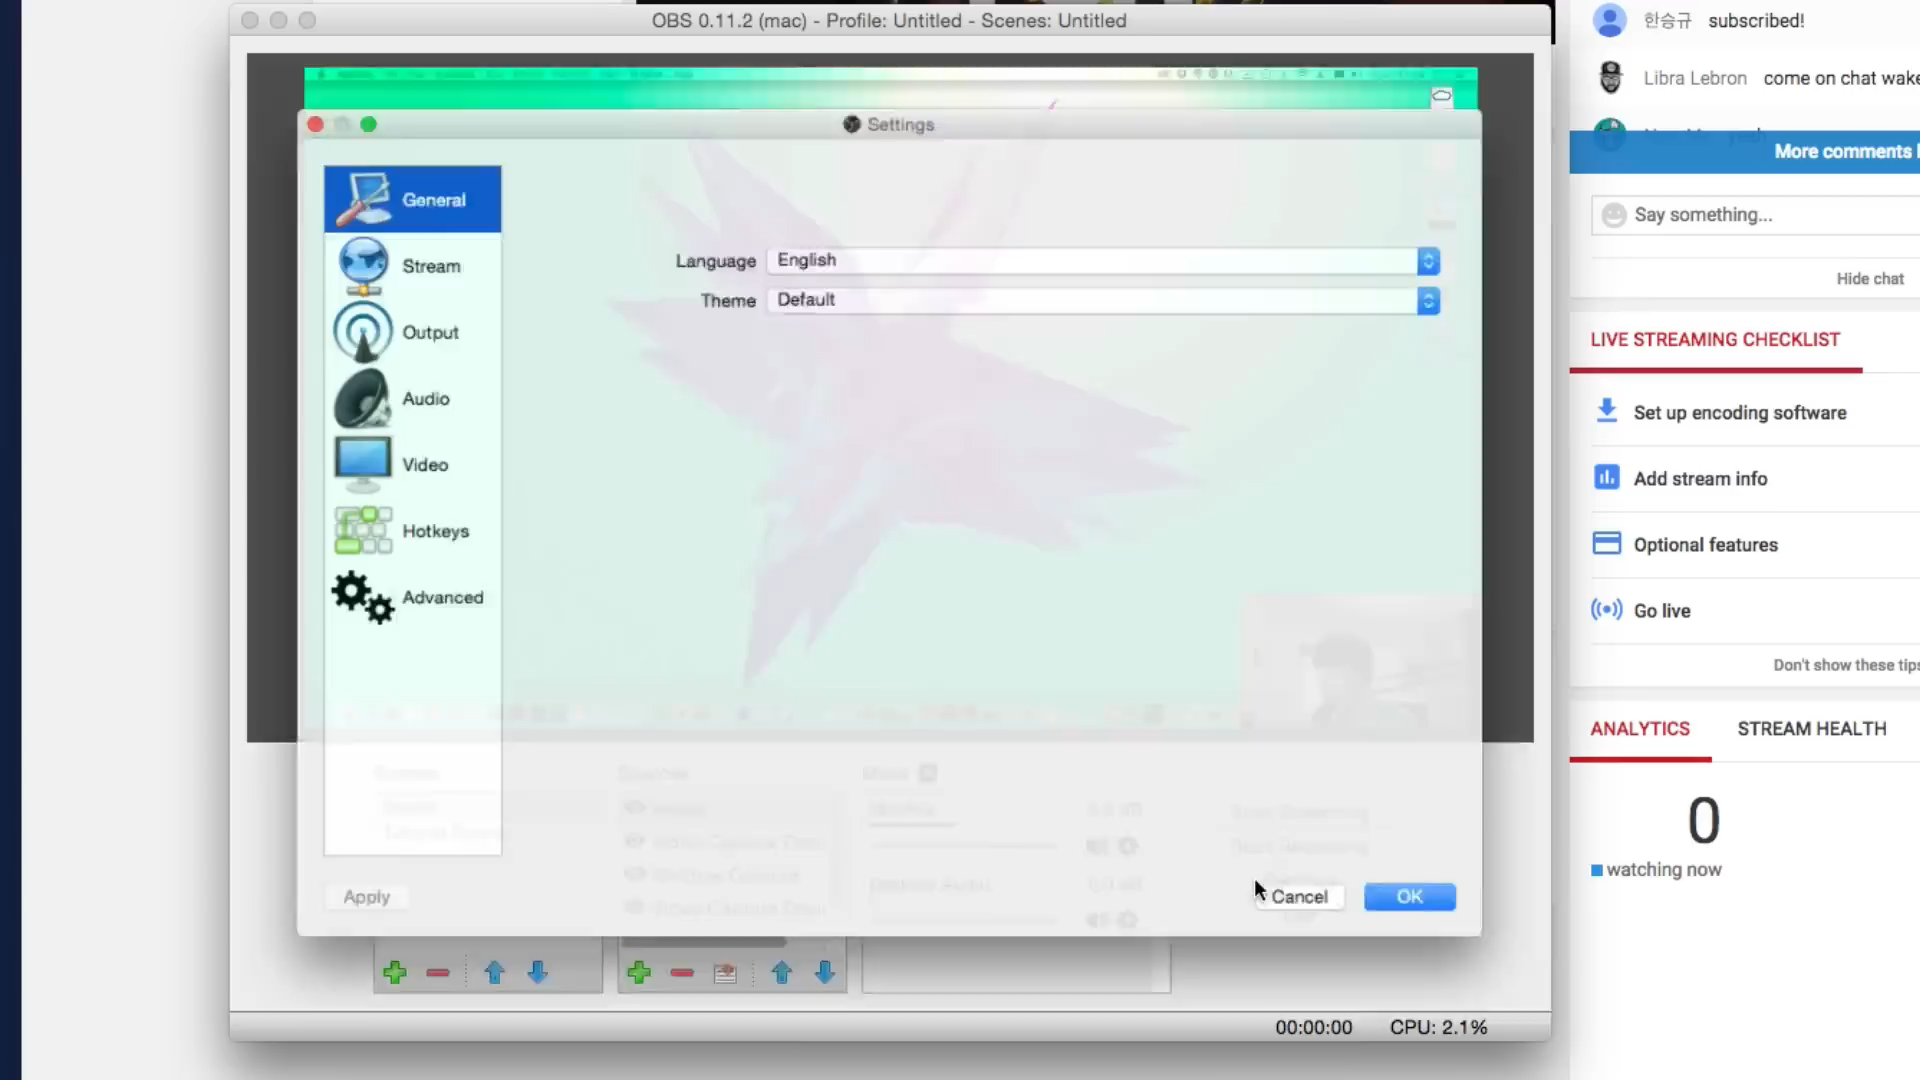 OBS 0.11.2 (mac) - Profile: Untitled - Scenes: Untitled
Settings
General
Stream
Output
Audio
Video
Hotkeys
Advanced
Language English
Theme Default
Apply
Cancel
OK
00:00:00
CPU: 2.1%
한승규 subscribed!
Libra Lebron come on chat wake
More comments
Say something...
Hide chat
LIVE STREAMING CHECKLIST
Set up encoding software
Add stream info
Optional features
Go live
Don't show these tips
ANALYTICS
STREAM HEALTH
0
watching now